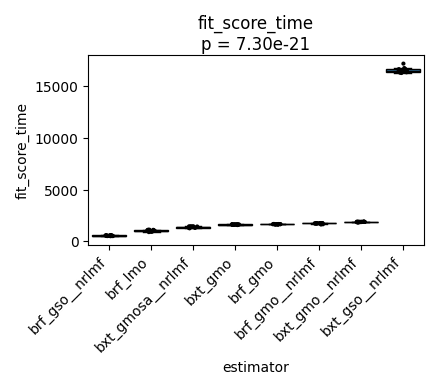 fit_score_time
p = 7.30e-21
fit_score_time
15000
10000
5000
0
brf_gso__nrlmf
brf_lmo
bxt_gmosa__nrlmf
bxt_gmo
brf_gmo
brf_gmo__nrlmf
bxt_gmo__nrlmf
bxt_gso__nrlmf
estimator